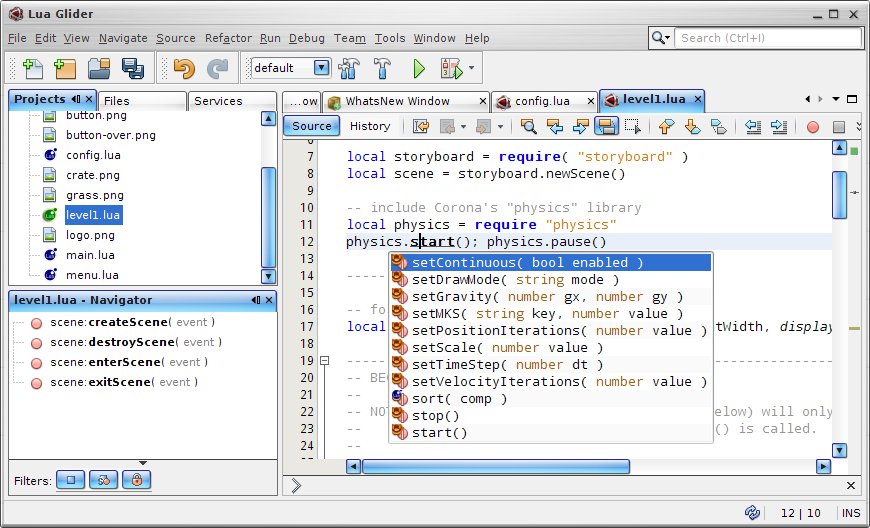 Lua Glider
File Edit View Navigate Source Refactor Run Debug Team Tools Window Help
Search (Ctrl+I)
default
Projects Files Services
...ow WhatsNew Window config.lua level1.lua
button.png
button-over.png
config.lua
crate.png
grass.png
level1.lua
logo.png
main.lua
menu.lua
level1.lua - Navigator
scene:createScene( event )
scene:destroyScene( event )
scene:enterScene( event )
scene:exitScene( event )
Filters:
Source History
7 local storyboard = require( "storyboard" )
8 local scene = storyboard.newScene()
9
10 -- include Corona's "physics" library
11 local physics = require "physics"
12 physics.start(); physics.pause()
13 setContinuous( bool enabled )
setDrawMode( string mode )
14 -----
15 setGravity( number gx, number gy )
16 -- fo setMKS( string key, number value )
17 local setPositionIterations( number value ) tWidth, display
18 setScale( number value )
19 setTimeStep( number dt )
20 -- BEG setVelocityIterations( number value )
21 -- sort( comp )
22 -- NOT stop() elow) will only
23 -- start() () is called.
24 --
12 | 10 INS